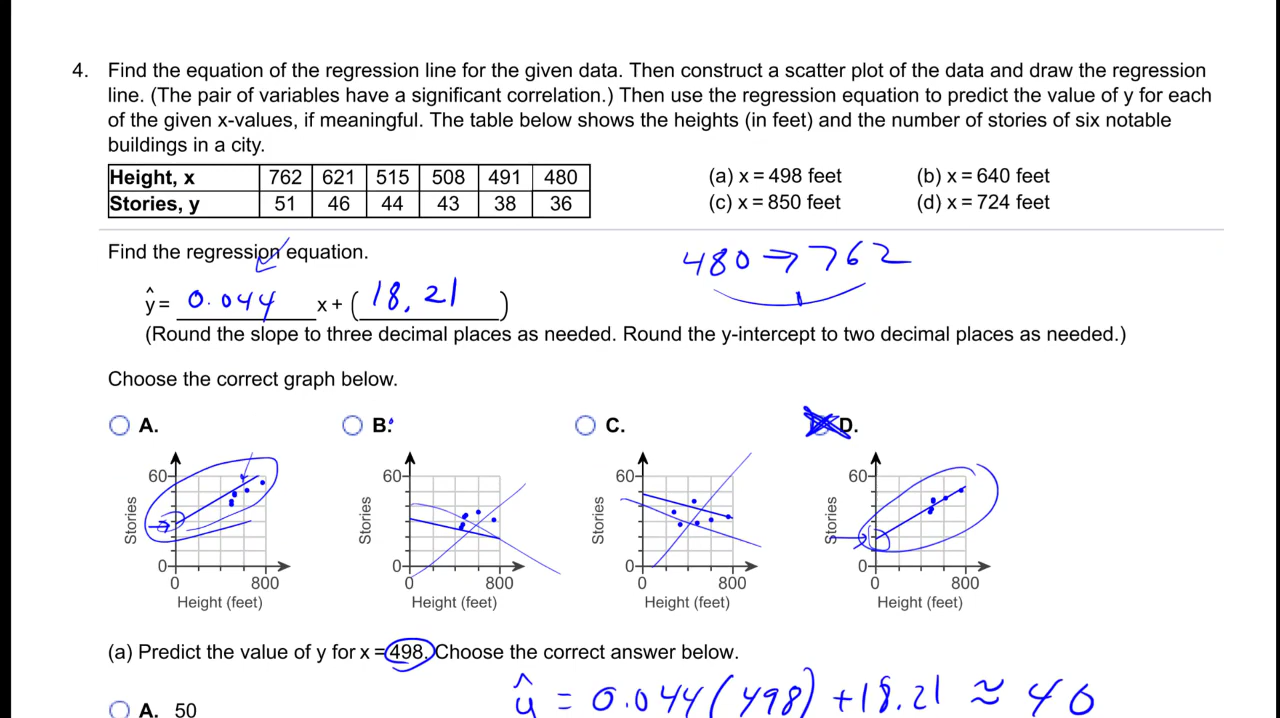 4. Find the equation of the regression line for the given data. Then construct a scatter plot of the data and draw the regression
line. (The pair of variables have a significant correlation.) Then use the regression equation to predict the value of y for each
of the given x-values, if meaningful. The table below shows the heights (in feet) and the number of stories of six notable
buildings in a city.
Height, x 762 621 515 508 491 480
Stories, y 51 46 44 43 38 36
(a) x = 498 feet (b) x = 640 feet
(c) x = 850 feet (d) x = 724 feet
Find the regression equation.
480 → 762
ŷ = 0.044 x + ( 18.21 )
(Round the slope to three decimal places as needed. Round the y-intercept to two decimal places as needed.)
Choose the correct graph below.
A. B. C. D.
60 60 60 60
Stories Stories Stories Stories
0 0 0 0
0 800 0 800 0 800 0 800
Height (feet) Height (feet) Height (feet) Height (feet)
(a) Predict the value of y for x = 498. Choose the correct answer below.
A. 50
ŷ = 0.044 (498) + 18.21 ≈ 40